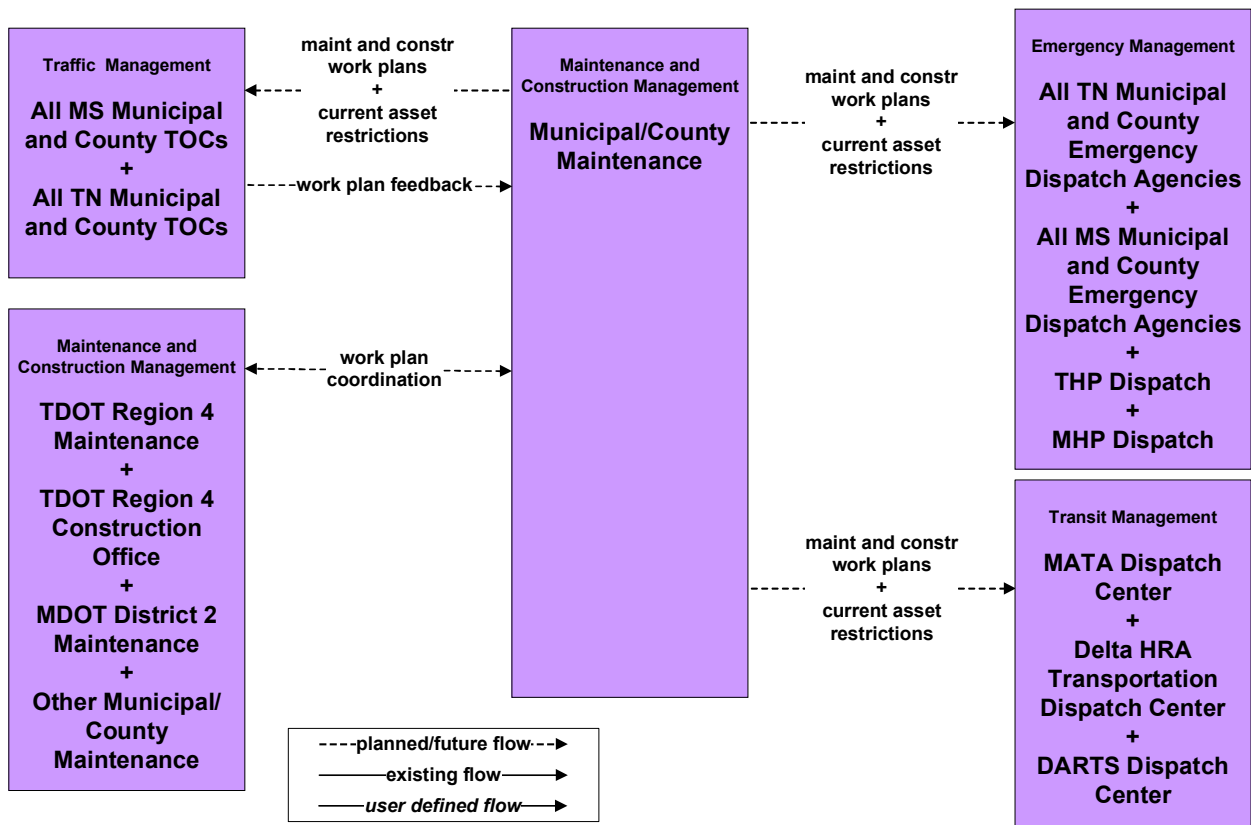 Traffic Management
All MS Municipal
and County TOCs
+
All TN Municipal
and County TOCs
maint and constr
work plans
+
current asset
restrictions
work plan feedback
Maintenance and
Construction Management
Municipal/County
Maintenance
maint and constr
work plans
+
current asset
restrictions
Emergency Management
All TN Municipal
and County
Emergency
Dispatch Agencies
+
All MS Municipal
and County
Emergency
Dispatch Agencies
+
THP Dispatch
+
MHP Dispatch
Maintenance and
Construction Management
TDOT Region 4
Maintenance
+
TDOT Region 4
Construction
Office
+
MDOT District 2
Maintenance
+
Other Municipal/
County
Maintenance
work plan
coordination
maint and constr
work plans
+
current asset
restrictions
Transit Management
MATA Dispatch
Center
+
Delta HRA
Transportation
Dispatch Center
+
DARTS Dispatch
Center
planned/future flow
existing flow
user defined flow